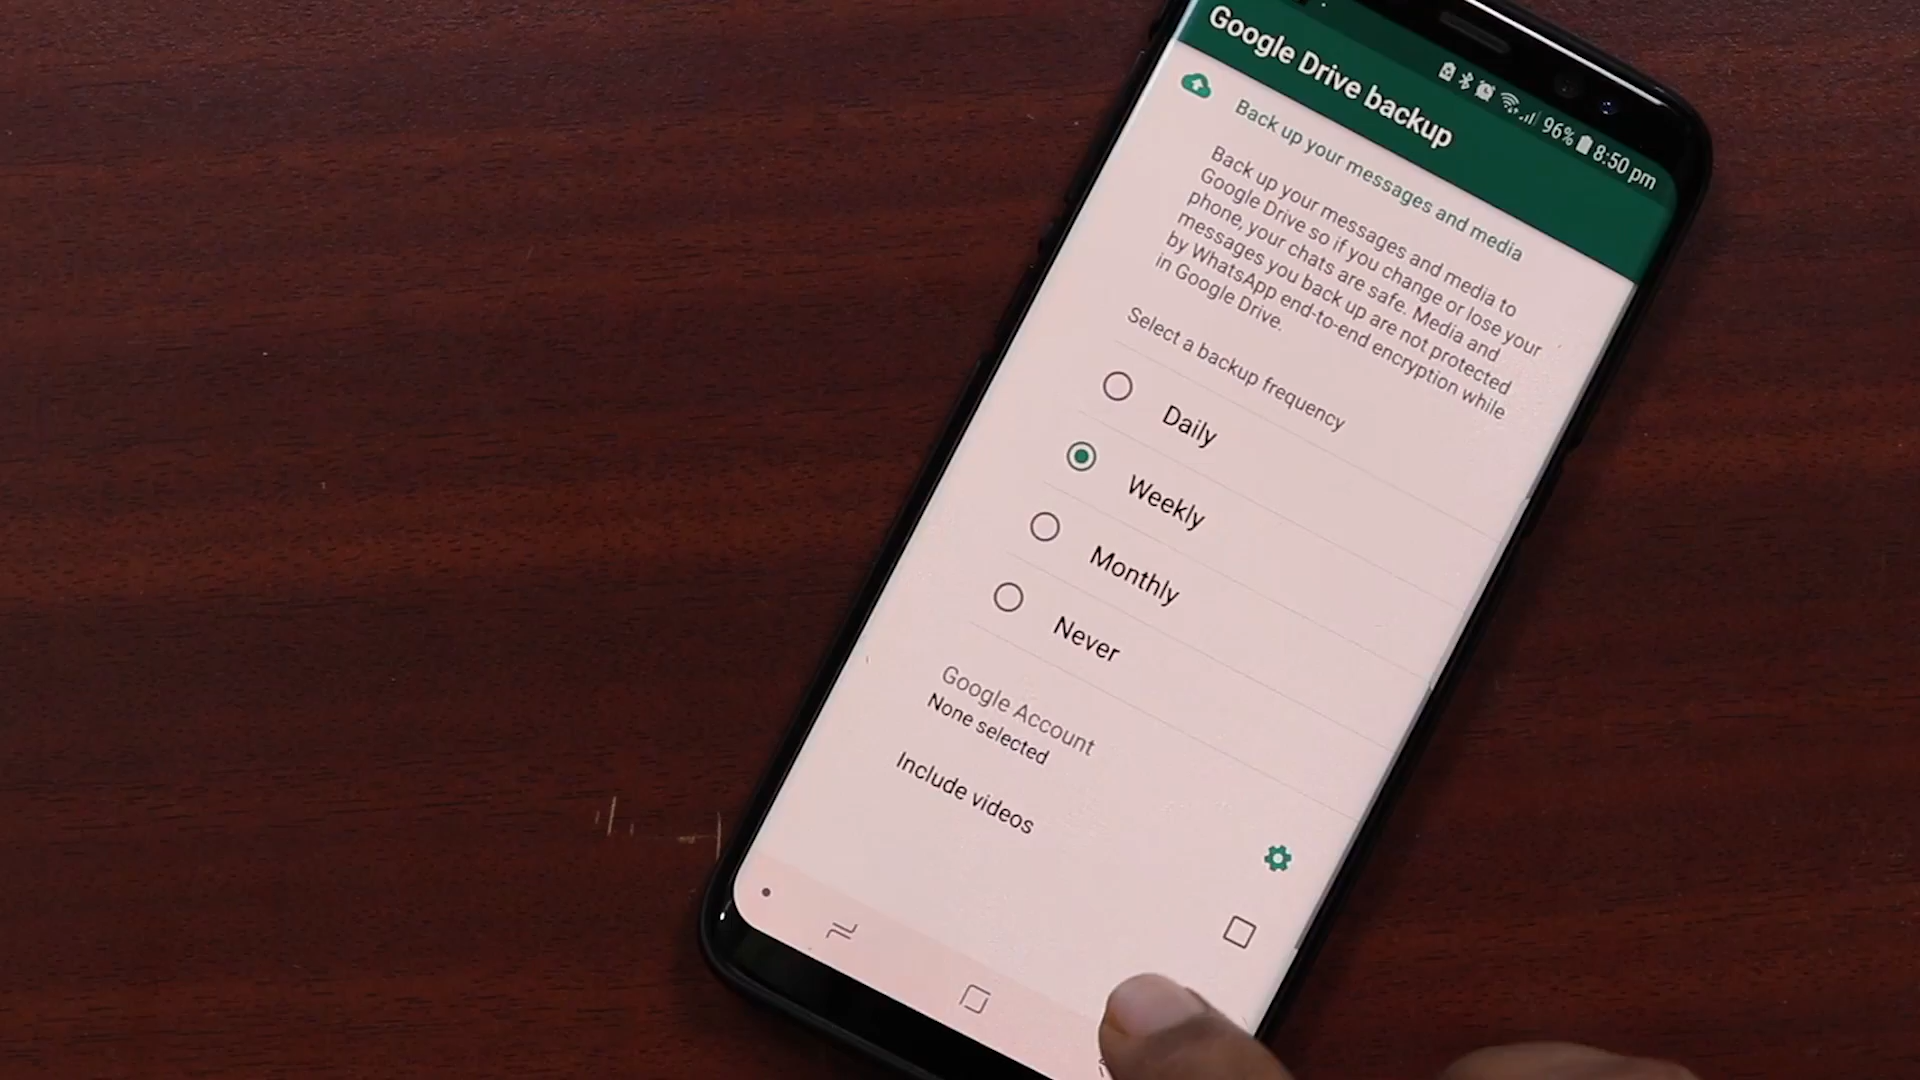 96% 8:50 pm
Google Drive backup
Back up your messages and media
Back up your messages and media to
Google Drive so if you change or lose your
phone, your chats are safe. Media and
messages you back up are not protected
by WhatsApp end-to-end encryption while
in Google Drive.
Select a backup frequency
Daily
Weekly
Monthly
Never
Google Account
None selected
Include videos